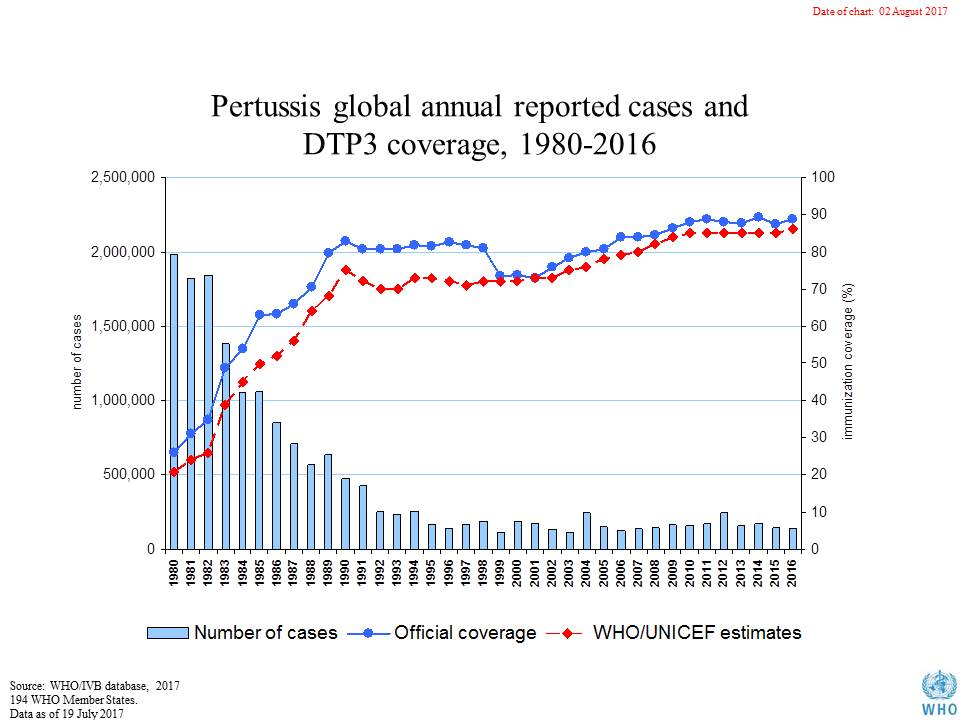 Date of chart: 02 August 2017
Pertussis global annual reported cases and
DTP3 coverage, 1980-2016
2,500,000
2,000,000
1,500,000
1,000,000
500,000
0
number of cases
100
90
80
70
60
50
40
30
20
10
0
immunization coverage (%)
1980 1981 1982 1983 1984 1985 1986 1987 1988 1989 1990 1991 1992 1993 1994 1995 1996 1997 1998 1999 2000 2001 2002 2003 2004 2005 2006 2007 2008 2009 2010 2011 2012 2013 2014 2015 2016
Number of cases Official coverage WHO/UNICEF estimates
Source: WHO/IVB database, 2017
194 WHO Member States.
Data as of 19 July 2017
WHO